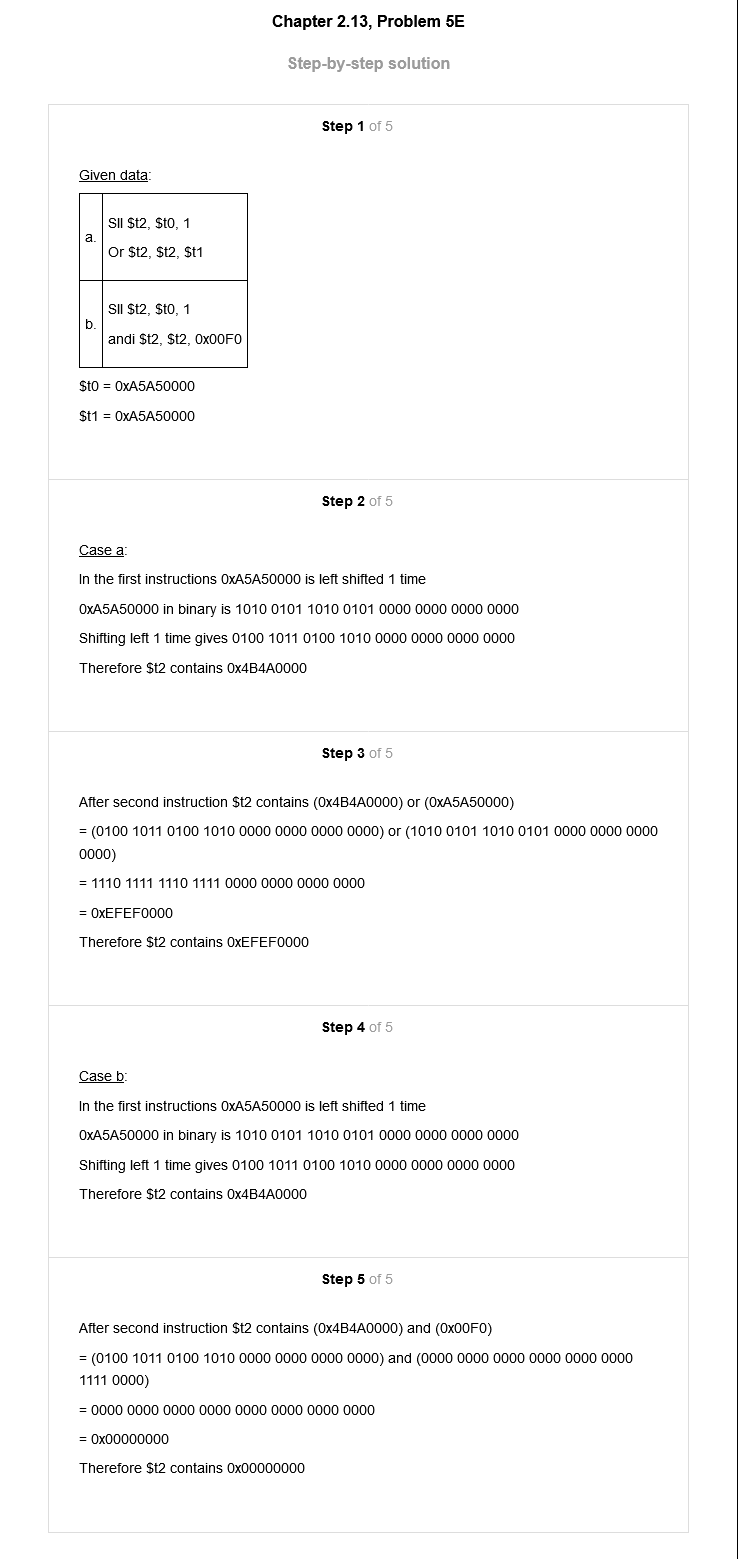 Chapter 2.13, Problem 5E
Step-by-step solution
Step 1 of 5
Given data:
a.
Sll $t2, $t0, 1
Or $t2, $t2, $t1
b.
Sll $t2, $t0, 1
andi $t2, $t2, 0x00F0
$t0 = 0xA5A50000
$t1 = 0xA5A50000
Step 2 of 5
Case a:
In the first instructions 0xA5A50000 is left shifted 1 time
0xA5A50000 in binary is 1010 0101 1010 0101 0000 0000 0000 0000
Shifting left 1 time gives 0100 1011 0100 1010 0000 0000 0000 0000
Therefore $t2 contains 0x4B4A0000
Step 3 of 5
After second instruction $t2 contains (0x4B4A0000) or (0xA5A50000)
= (0100 1011 0100 1010 0000 0000 0000 0000) or (1010 0101 1010 0101 0000 0000 0000
0000)
= 1110 1111 1110 1111 0000 0000 0000 0000
= 0xEFEF0000
Therefore $t2 contains 0xEFEF0000
Step 4 of 5
Case b:
In the first instructions 0xA5A50000 is left shifted 1 time
0xA5A50000 in binary is 1010 0101 1010 0101 0000 0000 0000 0000
Shifting left 1 time gives 0100 1011 0100 1010 0000 0000 0000 0000
Therefore $t2 contains 0x4B4A0000
Step 5 of 5
After second instruction $t2 contains (0x4B4A0000) and (0x00F0)
= (0100 1011 0100 1010 0000 0000 0000 0000) and (0000 0000 0000 0000 0000 0000
1111 0000)
= 0000 0000 0000 0000 0000 0000 0000 0000
= 0x00000000
Therefore $t2 contains 0x00000000